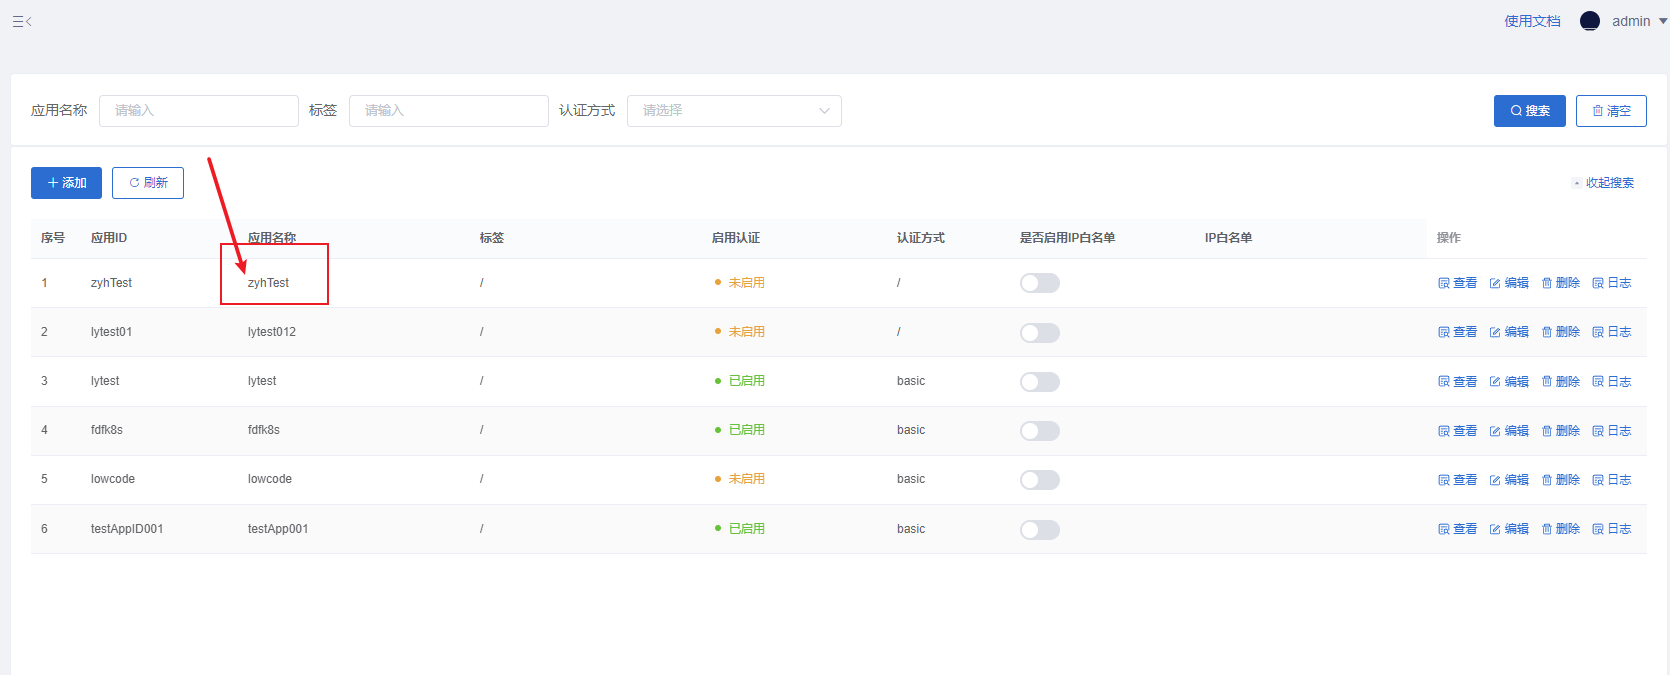 使用文档 admin
应用名称 请输入 标签 请输入 认证方式 请选择 搜索 清空
添加 刷新 收起搜索
序号 应用ID 应用名称 标签 启用认证 认证方式 是否启用IP白名单 IP白名单 操作
1 zyhTest zyhTest / 未启用 / 查看 编辑 删除 日志
2 lytest01 lytest012 / 未启用 / 查看 编辑 删除 日志
3 lytest lytest / 已启用 basic 查看 编辑 删除 日志
4 fdfk8s fdfk8s / 已启用 basic 查看 编辑 删除 日志
5 lowcode lowcode / 未启用 basic 查看 编辑 删除 日志
6 testAppID001 testApp001 / 已启用 basic 查看 编辑 删除 日志